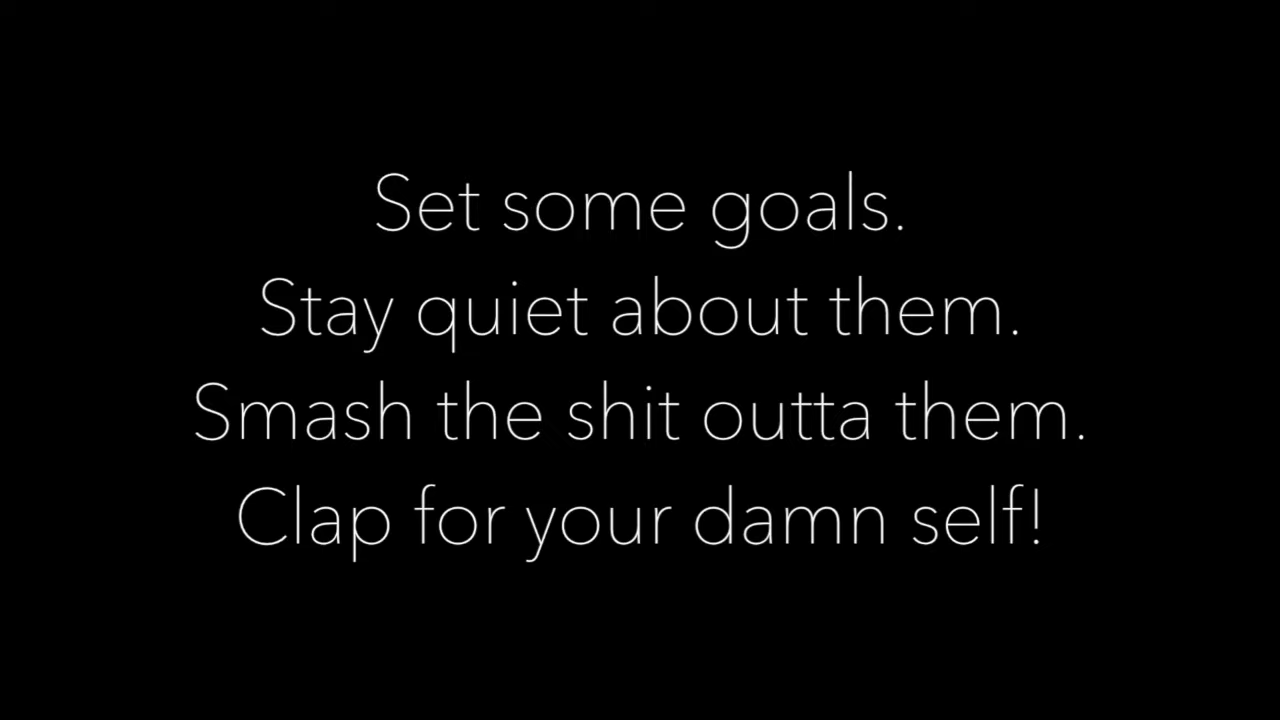 Set some goals.
Stay quiet about them.
Smash the shit outta them.
Clap for your damn self!